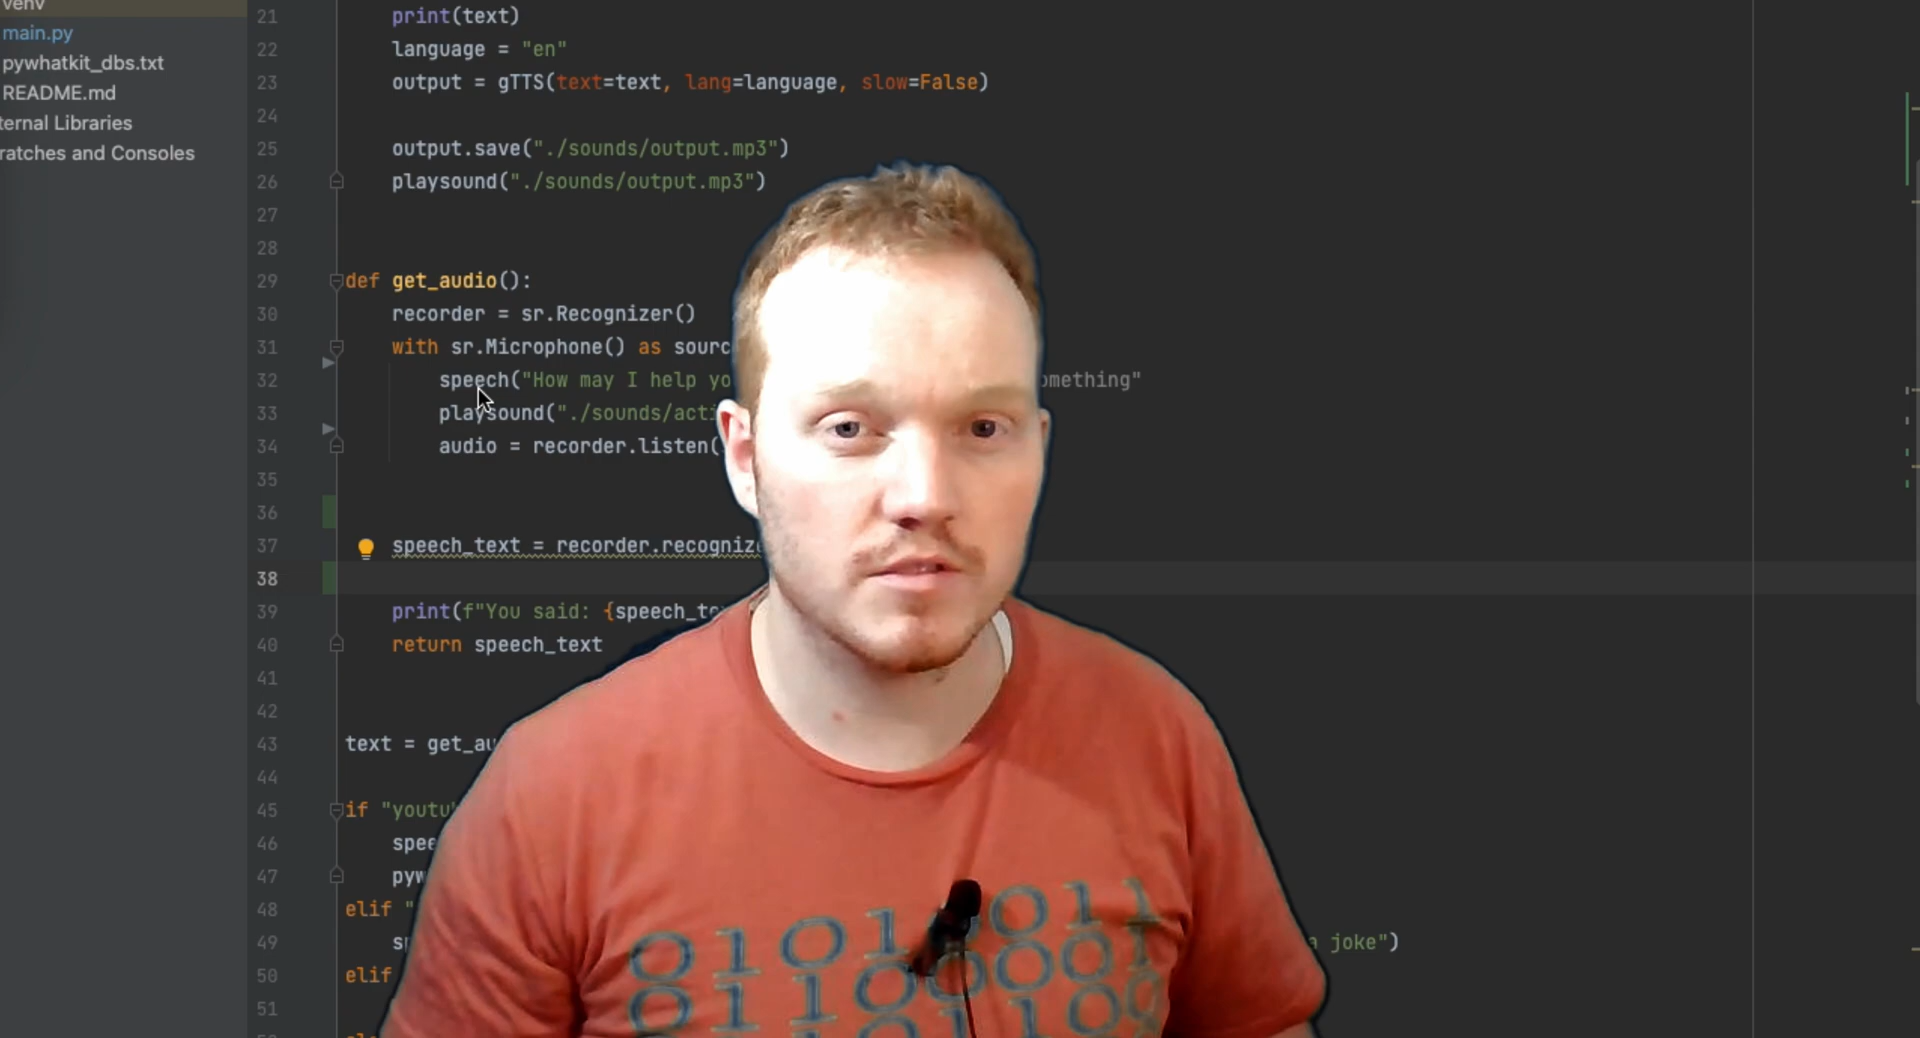 venv
main.py
pywhatkit_dbs.txt
README.md
ternal Libraries
ratches and Consoles
21 print(text)
22 language = "en"
23 output = gTTS(text=text, lang=language, slow=False)
24
25 output.save("./sounds/output.mp3")
26 playsound("./sounds/output.mp3")
27
28
29 def get_audio():
30 recorder = sr.Recognizer()
31 with sr.Microphone() as sourc
32 speech("How may I help yo omething"
33 playsound("./sounds/acti
34 audio = recorder.listen(
35
36
37 speech_text = recorder.recogniz
38
39 print(f"You said: {speech_te
40 return speech_text
41
42
43 text = get_au
44
45 if "youtu
46 spee
47 pyw
48 elif "
49 sp a joke")
50 elif
51
01010011
01100001